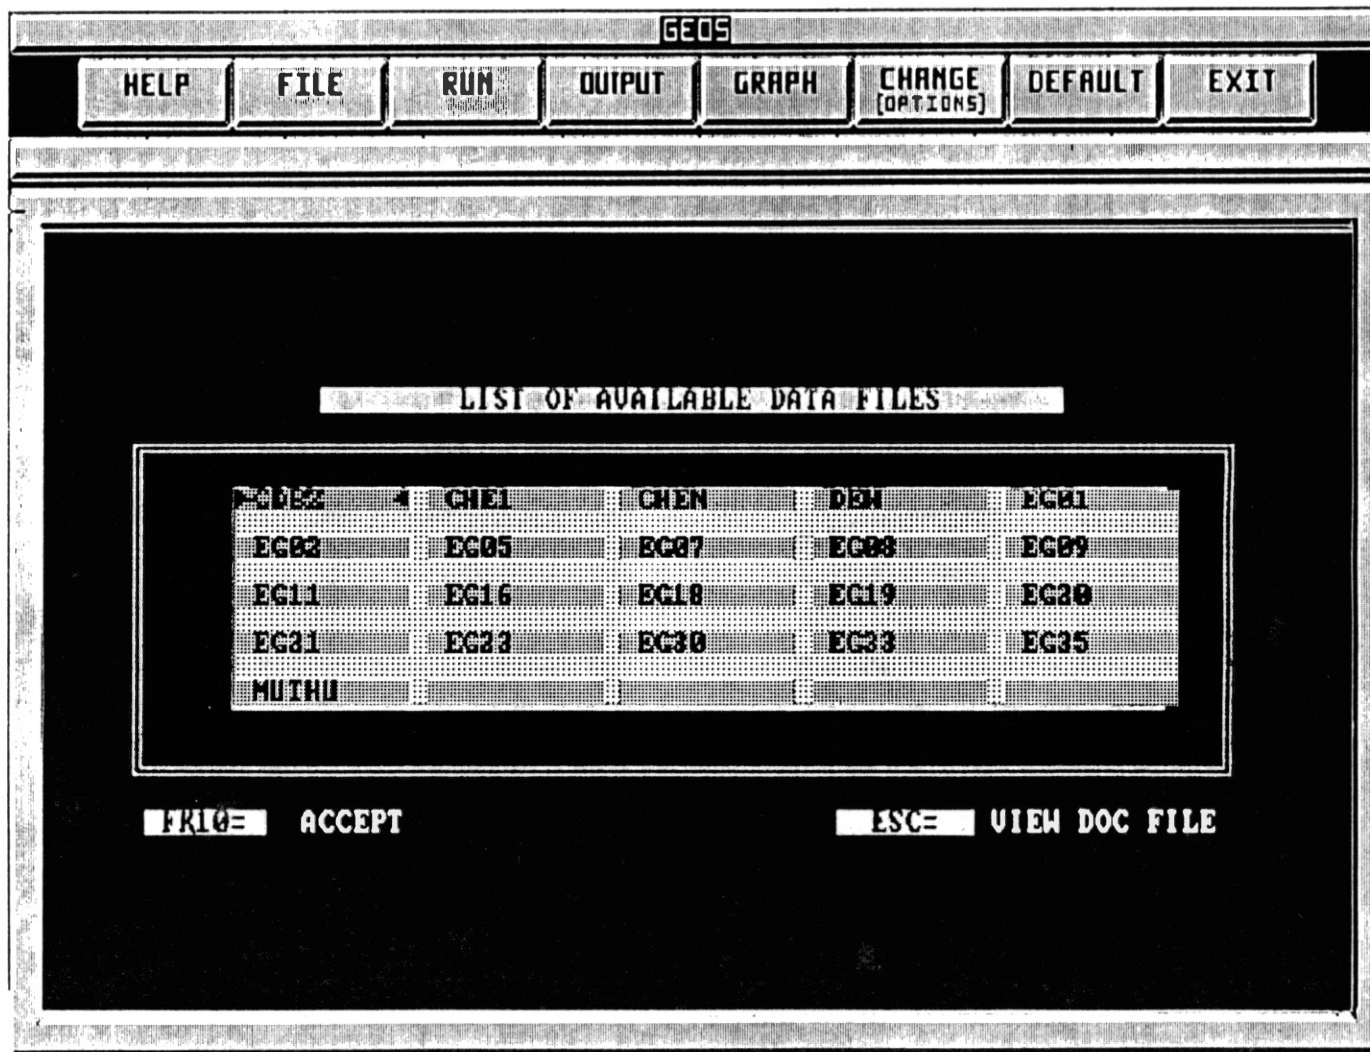 GEOS
HELP FILE RUN OUTPUT GRAPH CHANGE DEFAULT EXIT
[OPTIONS]
LIST OF AVAILABLE DATA FILES
CHE1 CHEN DEW EG01
EG02 EG05 EG07 EG08 EG09
EG11 EG16 EG18 EG19 EG20
EG21 EG23 EG30 EG33 EG35
MUTHU
FK10= ACCEPT ESC= VIEW DOC FILE